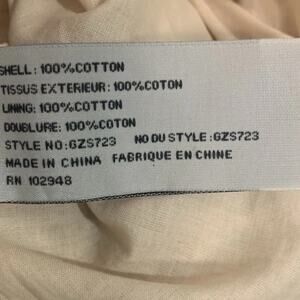 SHELL: 100%COTTON
TISSUS EXTERIEUR: 100%COTON
LINING: 100%COTTON
DOUBLURE: 100%COTTON
STYLE NO:GZS723 NO DU STYLE:GZS723
MADE IN CHINA FABRIQUE EN CHINE
RN 102948